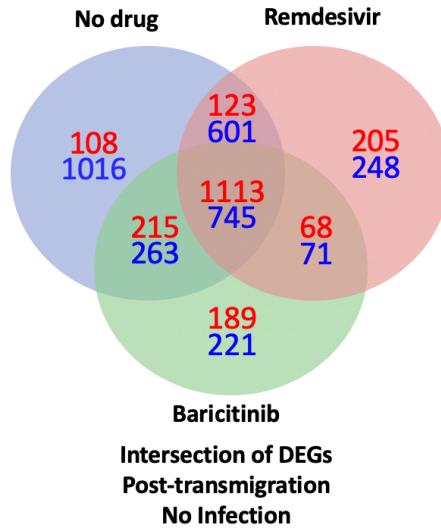 No drug
Remdesivir
123
601
108
1016
205
248
1113
745
215
263
68
71
189
221
Baricitinib
Intersection of DEGs
Post-transmigration
No Infection